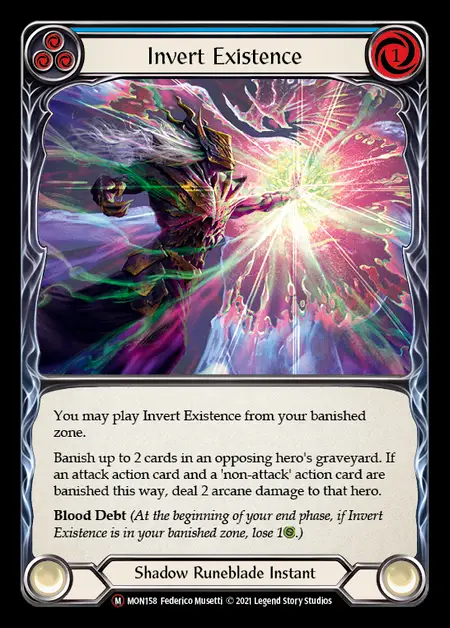 Invert Existence
1
You may play Invert Existence from your banished
zone.
Banish up to 2 cards in an opposing hero's graveyard. If
an attack action card and a 'non-attack' action card are
banished this way, deal 2 arcane damage to that hero.
Blood Debt (At the beginning of your end phase, if Invert
Existence is in your banished zone, lose 1.)
Shadow Runeblade Instant
M MON158 Federico Musetti © 2021 Legend Story Studios